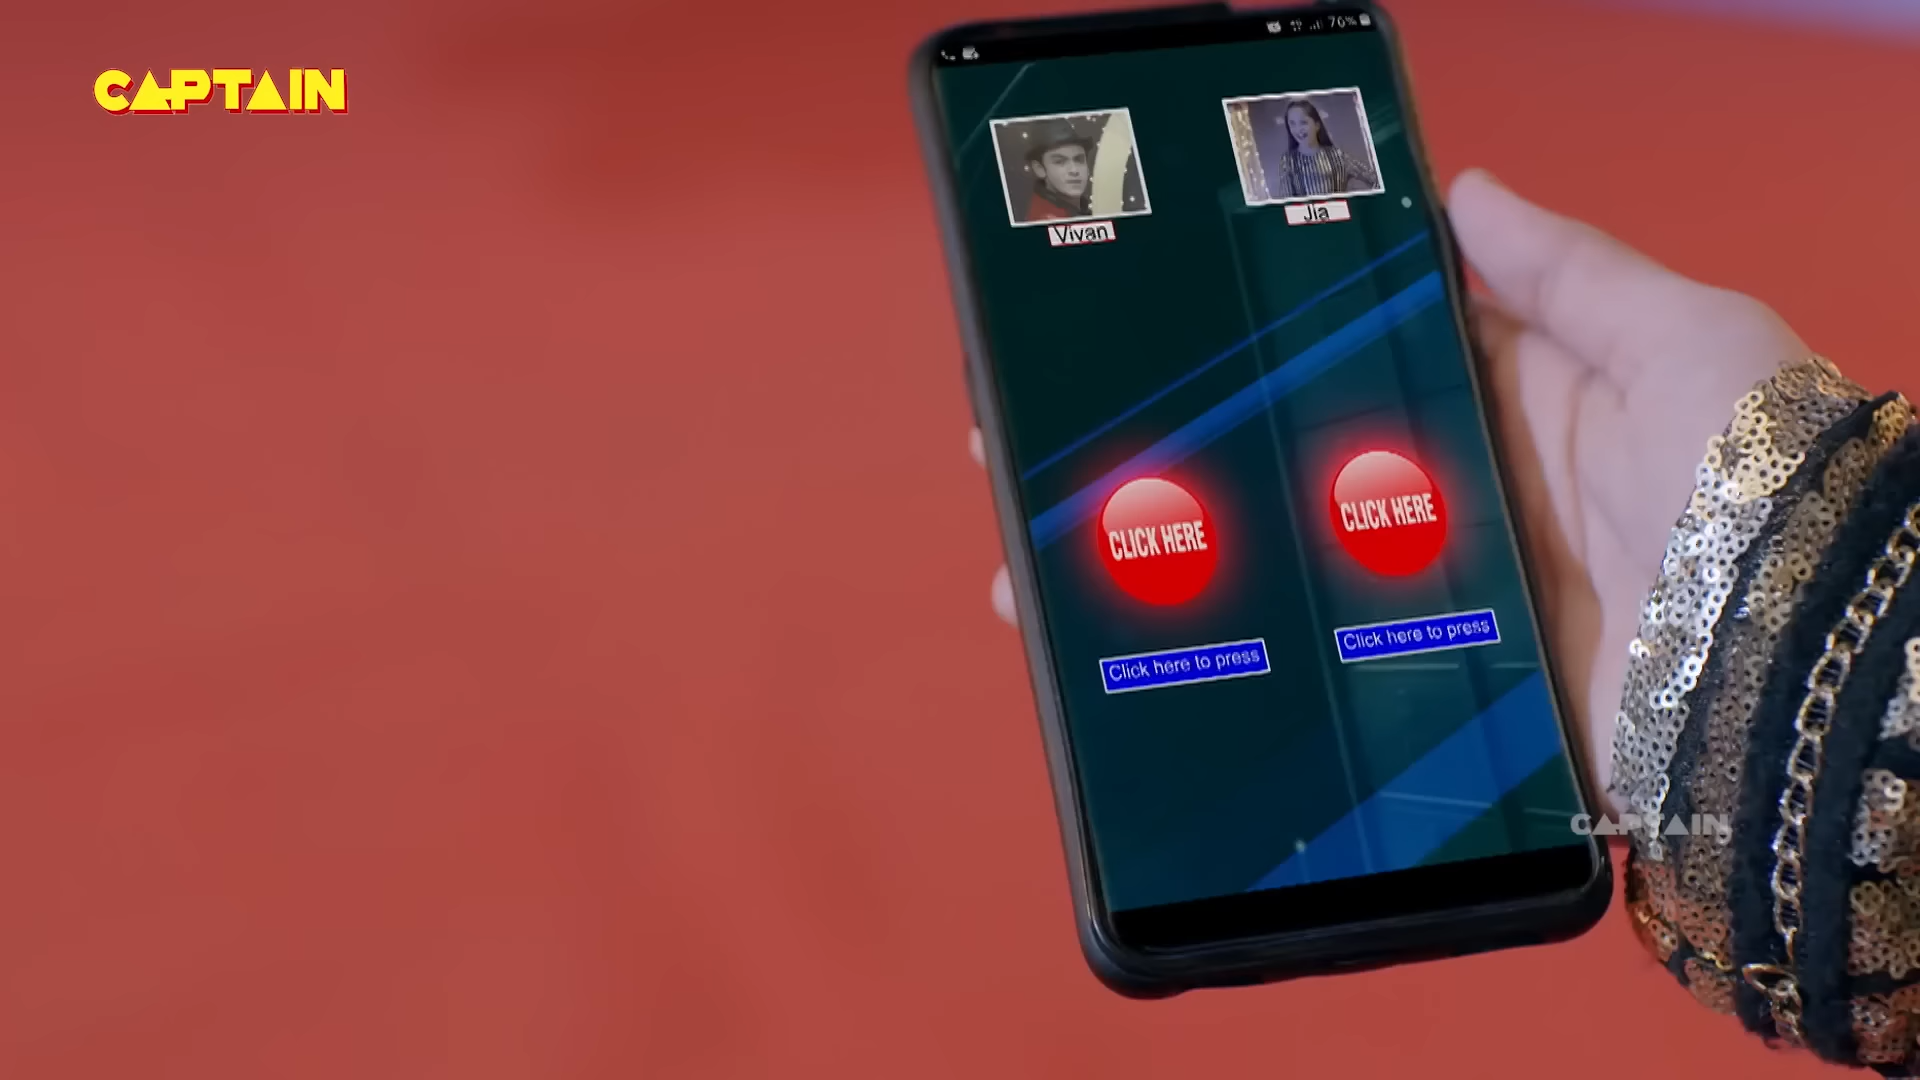 CAPTAIN
70%
Vivan
Jia
CLICK HERE
CLICK HERE
Click here to press
Click here to press
CAPTAIN